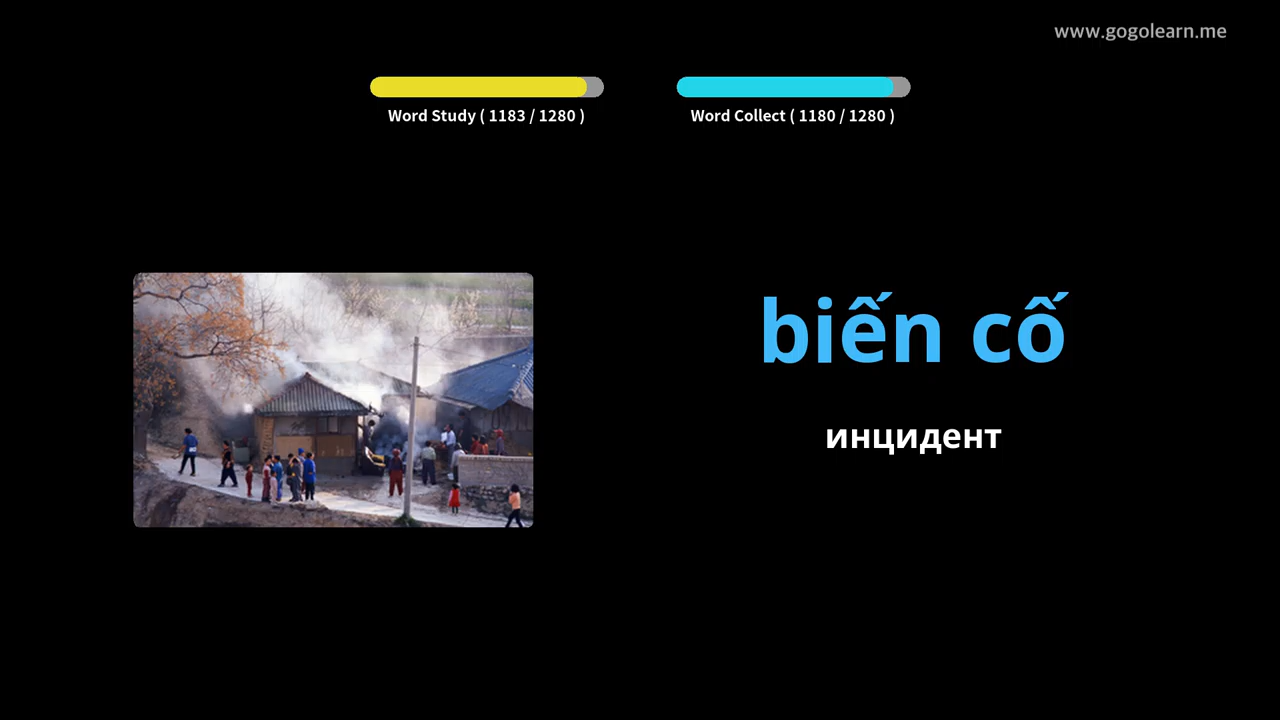 www.gogolearn.me
Word Study ( 1183 / 1280 )
Word Collect ( 1180 / 1280 )
biến cố
инцидент